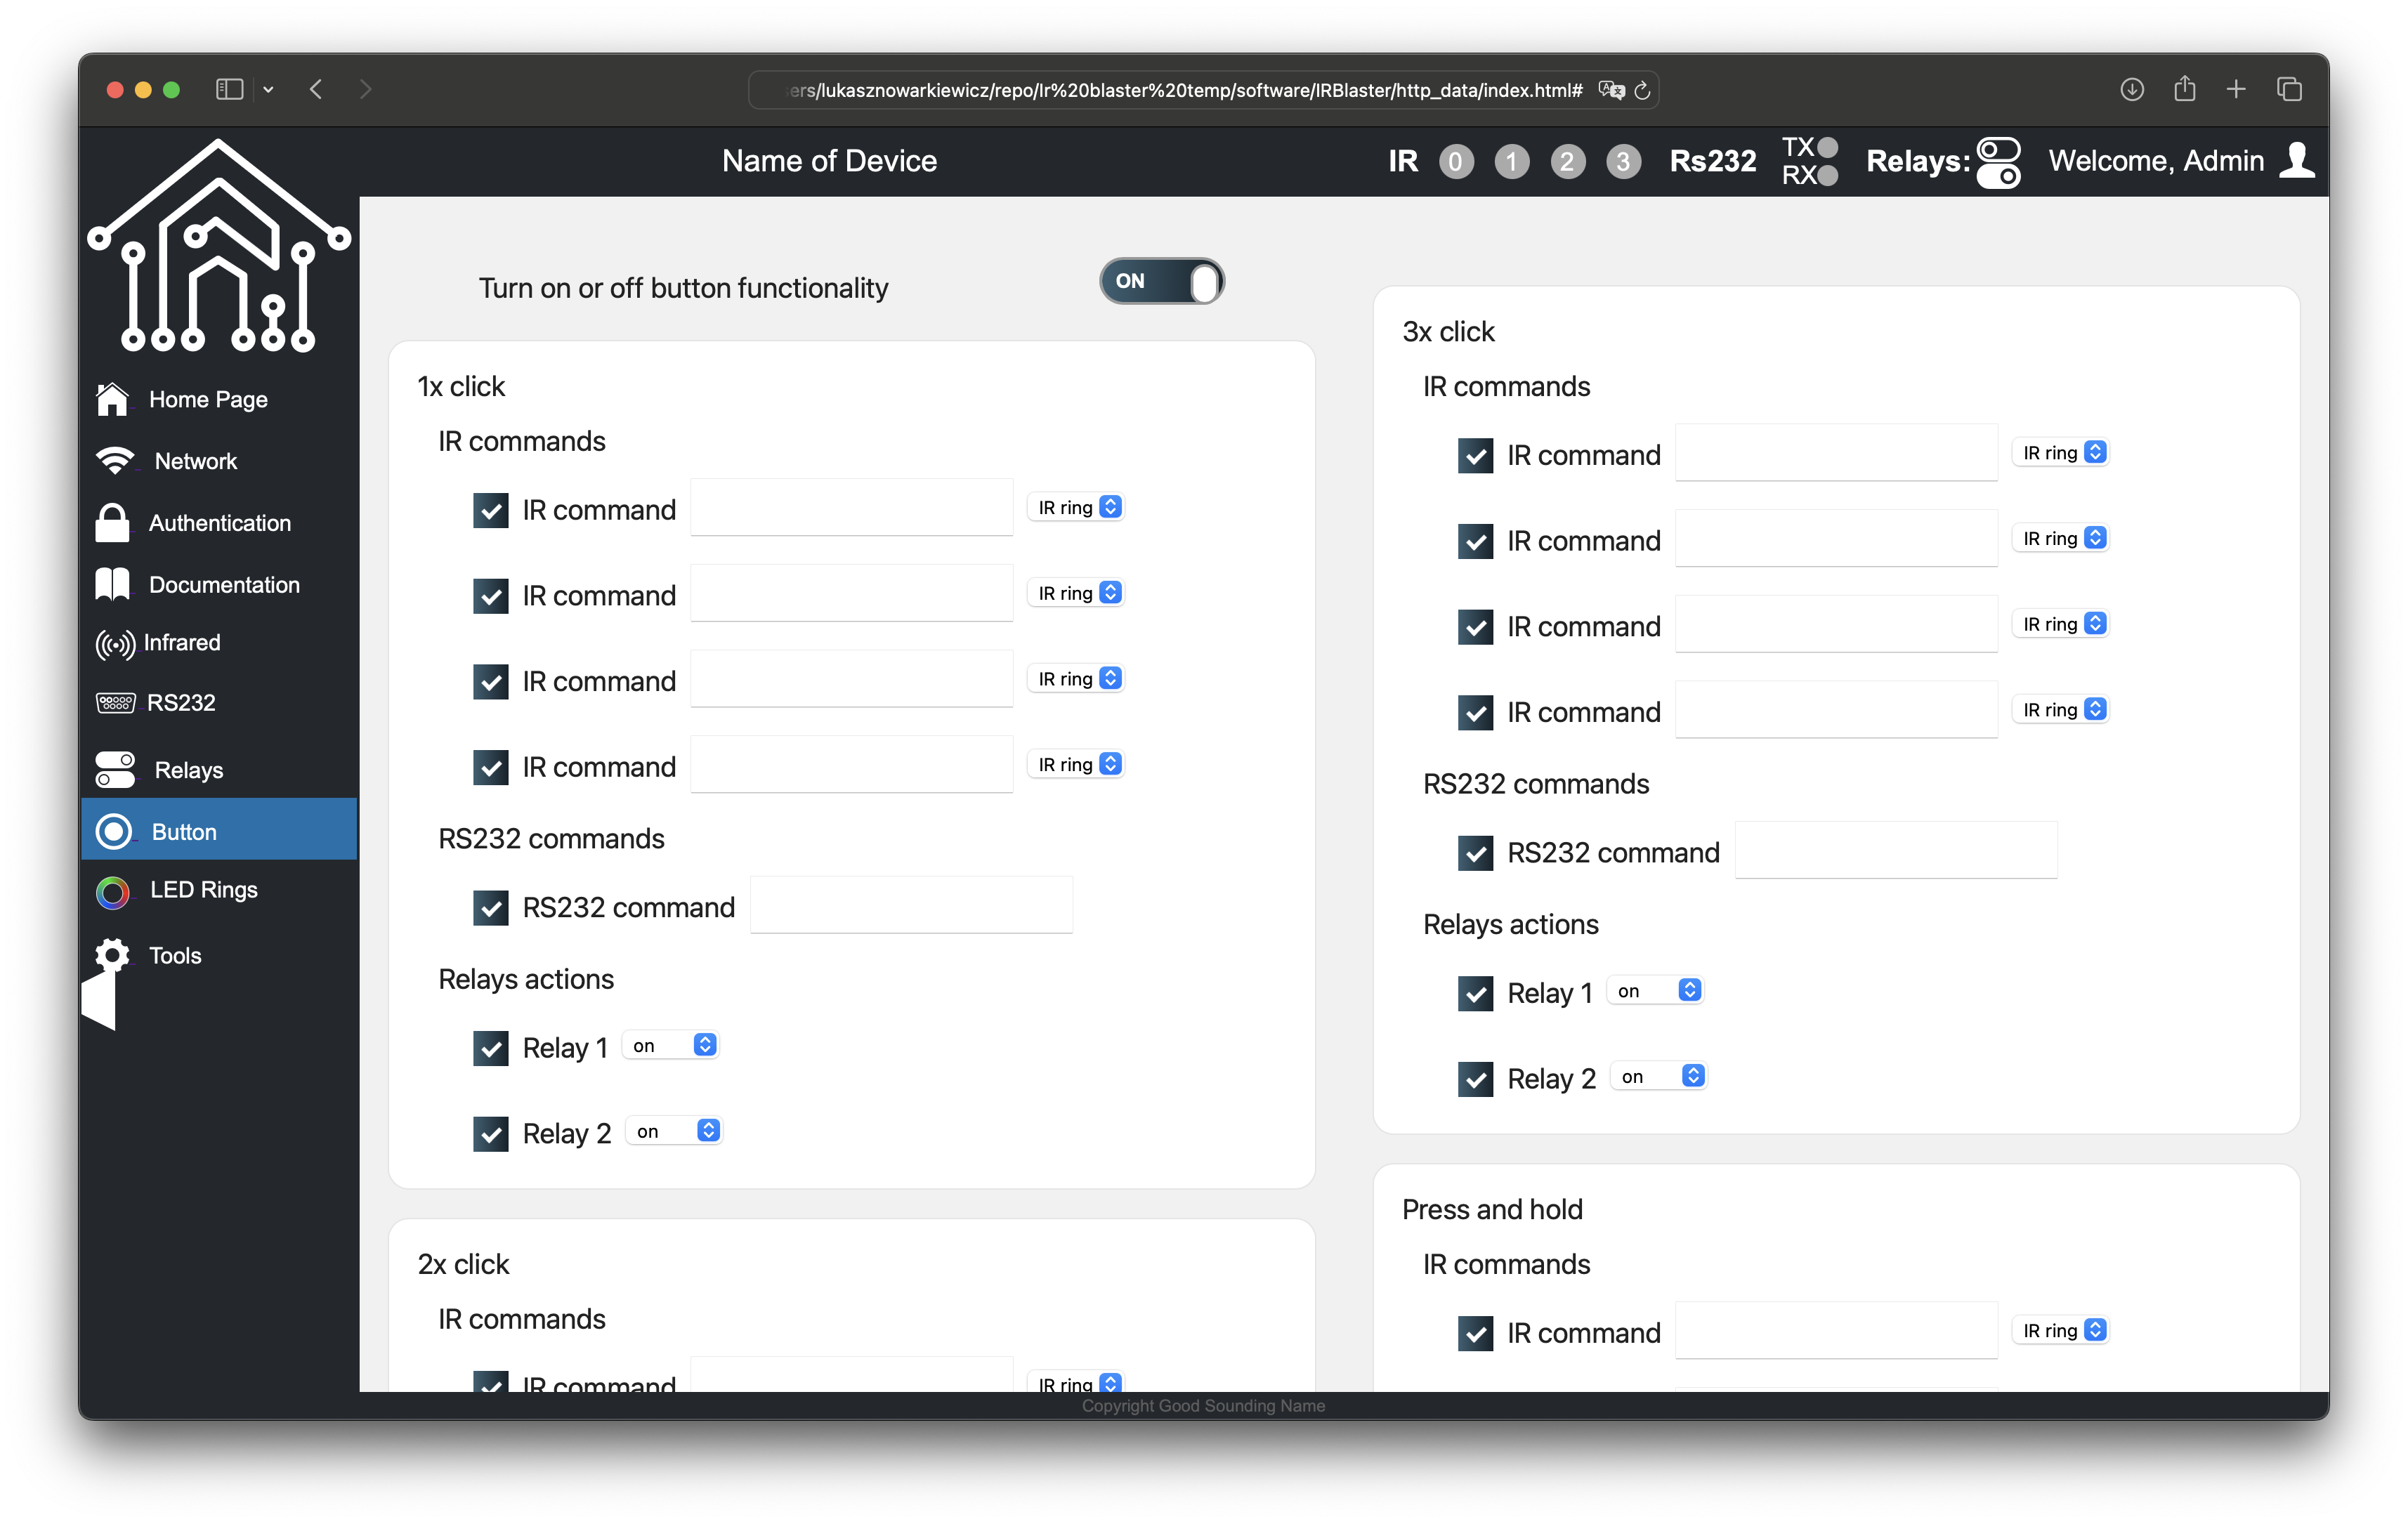 ers/lukasznowarkiewicz/repo/Ir%20blaster%20temp/software/IRBlaster/http_data/index.html#
Name of Device
IR 0 1 2 3 Rs232 TX RX Relays: Welcome, Admin
Home Page
Network
Authentication
Documentation
Infrared
RS232
Relays
Button
LED Rings
Tools
Turn on or off button functionality ON
1x click
IR commands
IR command IR ring
IR command IR ring
IR command IR ring
IR command IR ring
RS232 commands
RS232 command
Relays actions
Relay 1 on
Relay 2 on
2x click
IR commands
IR command IR ring
3x click
IR commands
IR command IR ring
IR command IR ring
IR command IR ring
IR command IR ring
RS232 commands
RS232 command
Relays actions
Relay 1 on
Relay 2 on
Press and hold
IR commands
IR command IR ring
Copyright Good Sounding Name